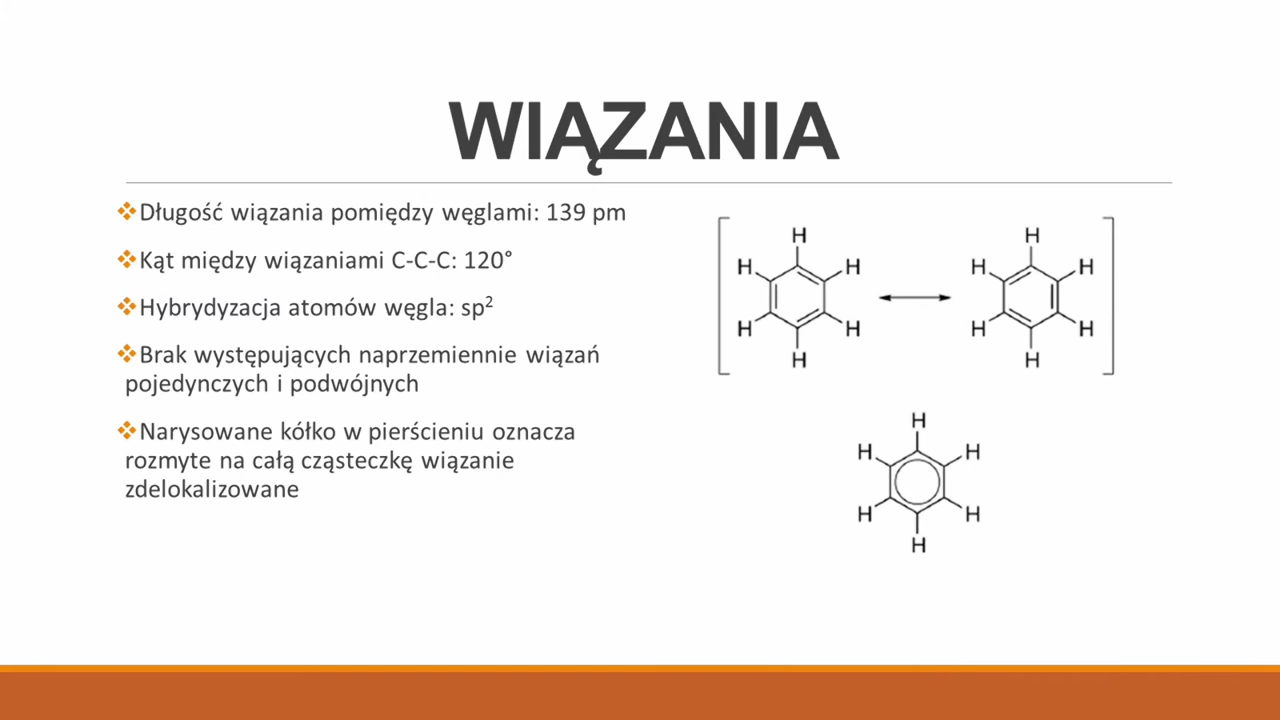 WIĄZANIA
❖Długość wiązania pomiędzy węglami: 139 pm
❖Kąt między wiązaniami C-C-C: 120°
❖Hybrydyzacja atomów węgla: sp²
❖Brak występujących naprzemiennie wiązań
pojedynczych i podwójnych
❖Narysowane kółko w pierścieniu oznacza
rozmyte na całą cząsteczkę wiązanie
zdelokalizowane
H H
H H H H
H H H H
H H
H
H H
H H
H